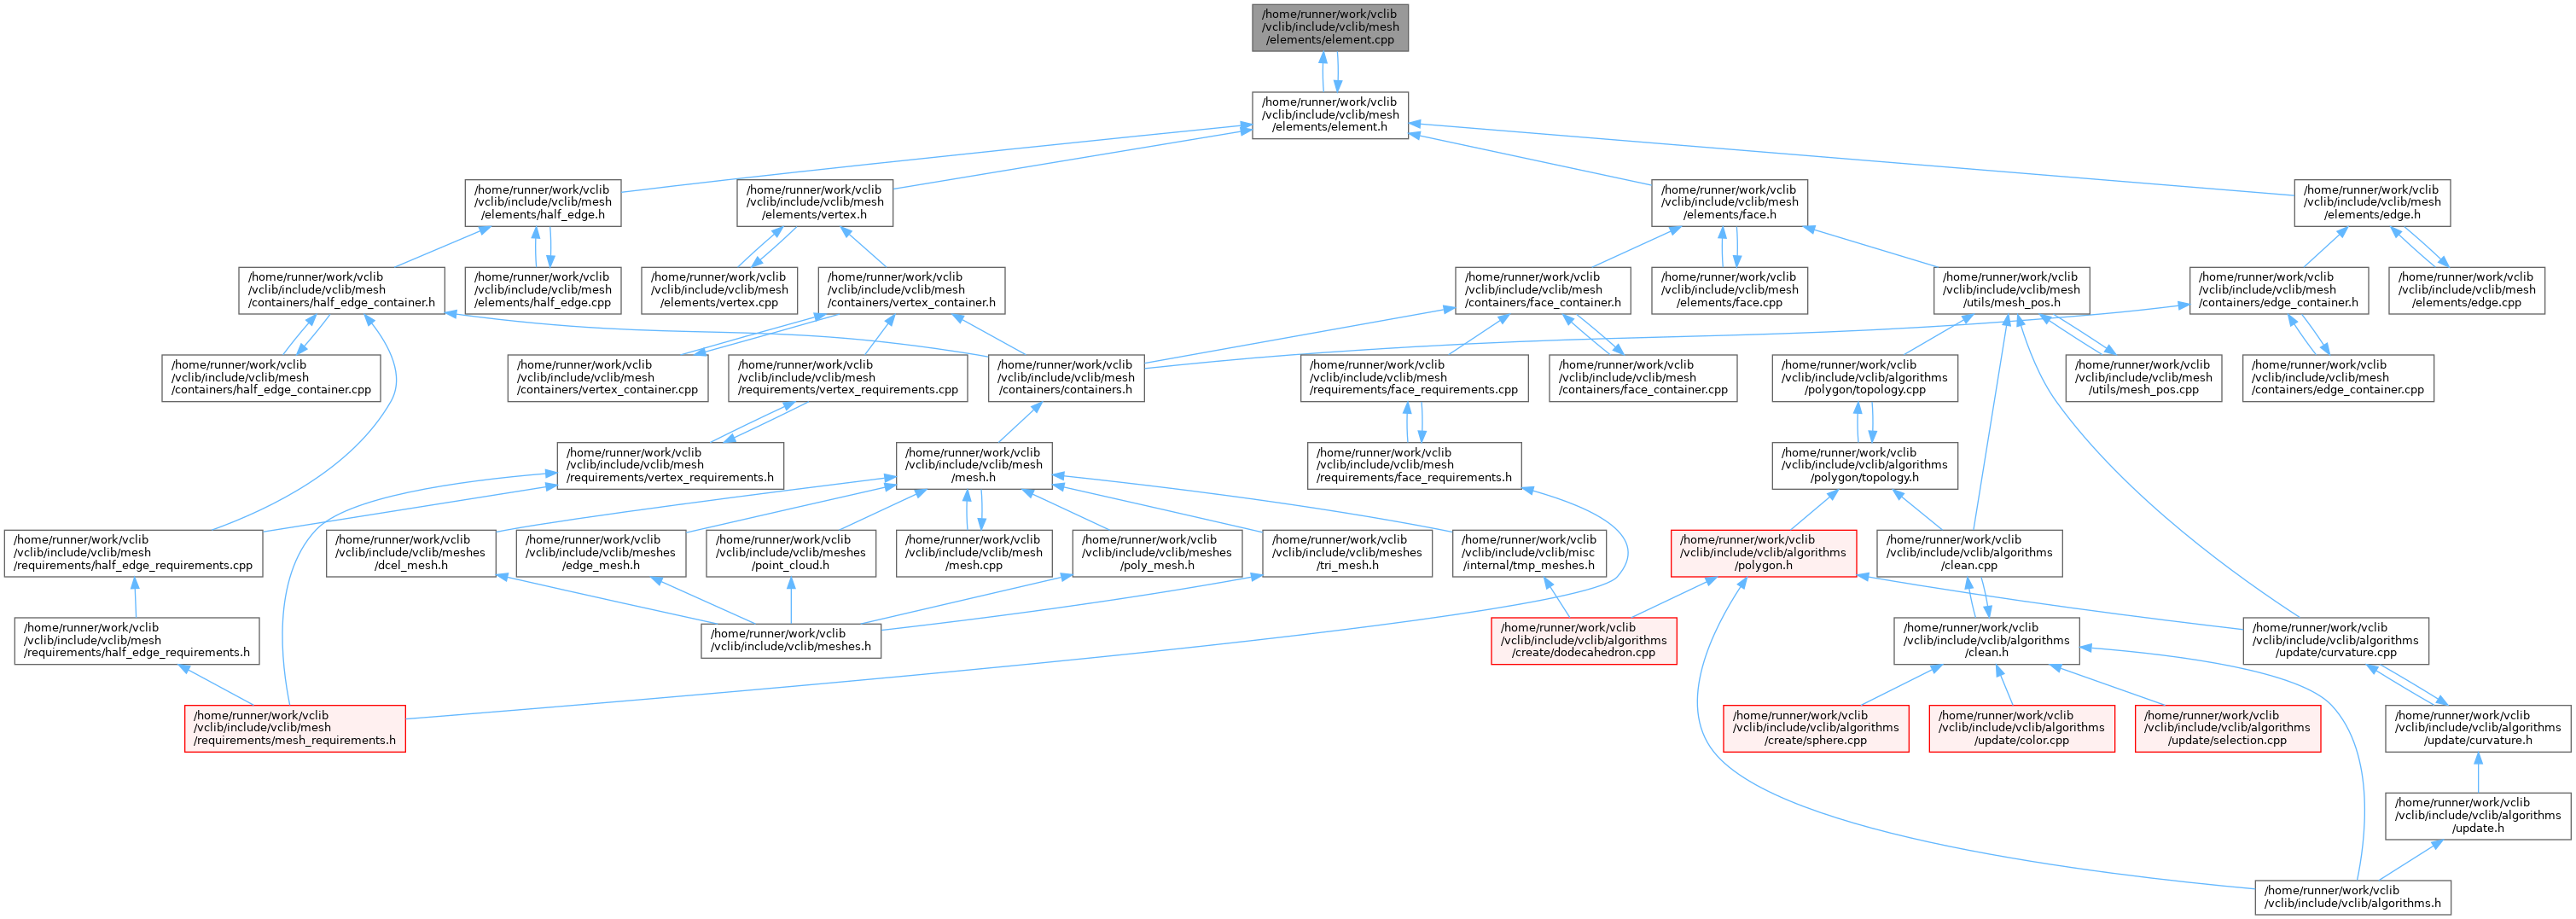 /home/runner/work/vclib
/vclib/include/vclib/mesh
/elements/element.cpp
/home/runner/work/vclib
/vclib/include/vclib/mesh
/elements/element.h
/home/runner/work/vclib
/vclib/include/vclib/mesh
/elements/half_edge.h
/home/runner/work/vclib
/vclib/include/vclib/mesh
/elements/vertex.h
/home/runner/work/vclib
/vclib/include/vclib/mesh
/elements/face.h
/home/runner/work/vclib
/vclib/include/vclib/mesh
/elements/edge.h
/home/runner/work/vclib
/vclib/include/vclib/mesh
/containers/half_edge_container.h
/home/runner/work/vclib
/vclib/include/vclib/mesh
/elements/half_edge.cpp
/home/runner/work/vclib
/vclib/include/vclib/mesh
/elements/vertex.cpp
/home/runner/work/vclib
/vclib/include/vclib/mesh
/containers/vertex_container.h
/home/runner/work/vclib
/vclib/include/vclib/mesh
/containers/face_container.h
/home/runner/work/vclib
/vclib/include/vclib/mesh
/elements/face.cpp
/home/runner/work/vclib
/vclib/include/vclib/mesh
/utils/mesh_pos.h
/home/runner/work/vclib
/vclib/include/vclib/mesh
/containers/edge_container.h
/home/runner/work/vclib
/vclib/include/vclib/mesh
/elements/edge.cpp
/home/runner/work/vclib
/vclib/include/vclib/mesh
/containers/half_edge_container.cpp
/home/runner/work/vclib
/vclib/include/vclib/mesh
/containers/vertex_container.cpp
/home/runner/work/vclib
/vclib/include/vclib/mesh
/requirements/vertex_requirements.cpp
/home/runner/work/vclib
/vclib/include/vclib/mesh
/containers/containers.h
/home/runner/work/vclib
/vclib/include/vclib/mesh
/requirements/face_requirements.cpp
/home/runner/work/vclib
/vclib/include/vclib/mesh
/containers/face_container.cpp
/home/runner/work/vclib
/vclib/include/vclib/algorithms
/polygon/topology.cpp
/home/runner/work/vclib
/vclib/include/vclib/mesh
/utils/mesh_pos.cpp
/home/runner/work/vclib
/vclib/include/vclib/mesh
/containers/edge_container.cpp
/home/runner/work/vclib
/vclib/include/vclib/mesh
/requirements/vertex_requirements.h
/home/runner/work/vclib
/vclib/include/vclib/mesh
/mesh.h
/home/runner/work/vclib
/vclib/include/vclib/mesh
/requirements/face_requirements.h
/home/runner/work/vclib
/vclib/include/vclib/algorithms
/polygon/topology.h
/home/runner/work/vclib
/vclib/include/vclib/mesh
/requirements/half_edge_requirements.cpp
/home/runner/work/vclib
/vclib/include/vclib/meshes
/dcel_mesh.h
/home/runner/work/vclib
/vclib/include/vclib/meshes
/edge_mesh.h
/home/runner/work/vclib
/vclib/include/vclib/meshes
/point_cloud.h
/home/runner/work/vclib
/vclib/include/vclib/mesh
/mesh.cpp
/home/runner/work/vclib
/vclib/include/vclib/meshes
/poly_mesh.h
/home/runner/work/vclib
/vclib/include/vclib/meshes
/tri_mesh.h
/home/runner/work/vclib
/vclib/include/vclib/misc
/internal/tmp_meshes.h
/home/runner/work/vclib
/vclib/include/vclib/algorithms
/polygon.h
/home/runner/work/vclib
/vclib/include/vclib/algorithms
/clean.cpp
/home/runner/work/vclib
/vclib/include/vclib/mesh
/requirements/half_edge_requirements.h
/home/runner/work/vclib
/vclib/include/vclib/meshes.h
/home/runner/work/vclib
/vclib/include/vclib/algorithms
/create/dodecahedron.cpp
/home/runner/work/vclib
/vclib/include/vclib/algorithms
/clean.h
/home/runner/work/vclib
/vclib/include/vclib/algorithms
/update/curvature.cpp
/home/runner/work/vclib
/vclib/include/vclib/mesh
/requirements/mesh_requirements.h
/home/runner/work/vclib
/vclib/include/vclib/algorithms
/create/sphere.cpp
/home/runner/work/vclib
/vclib/include/vclib/algorithms
/update/color.cpp
/home/runner/work/vclib
/vclib/include/vclib/algorithms
/update/selection.cpp
/home/runner/work/vclib
/vclib/include/vclib/algorithms
/update/curvature.h
/home/runner/work/vclib
/vclib/include/vclib/algorithms
/update.h
/home/runner/work/vclib
/vclib/include/vclib/algorithms.h